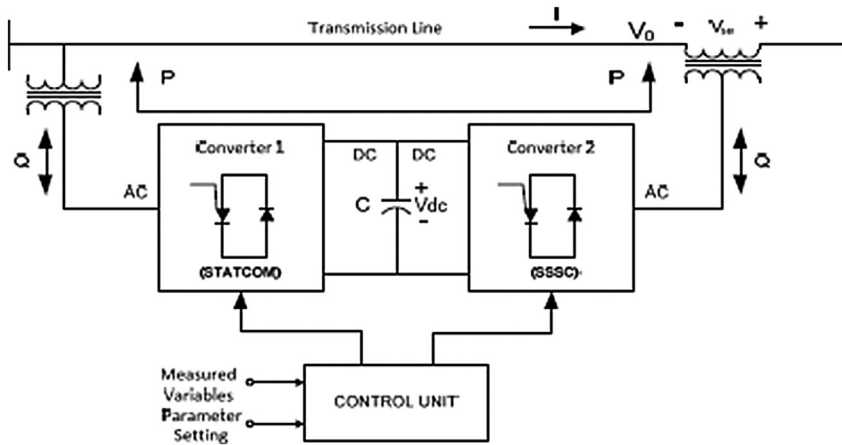 Transmission Line
I
V₀
-
Vse
+
P
P
Q
Q
Converter 1
DC
DC
Converter 2
AC
AC
C
+
Vdc
-
(STATCOM)
(SSSC)
Measured
Variables
Parameter
Setting
CONTROL UNIT